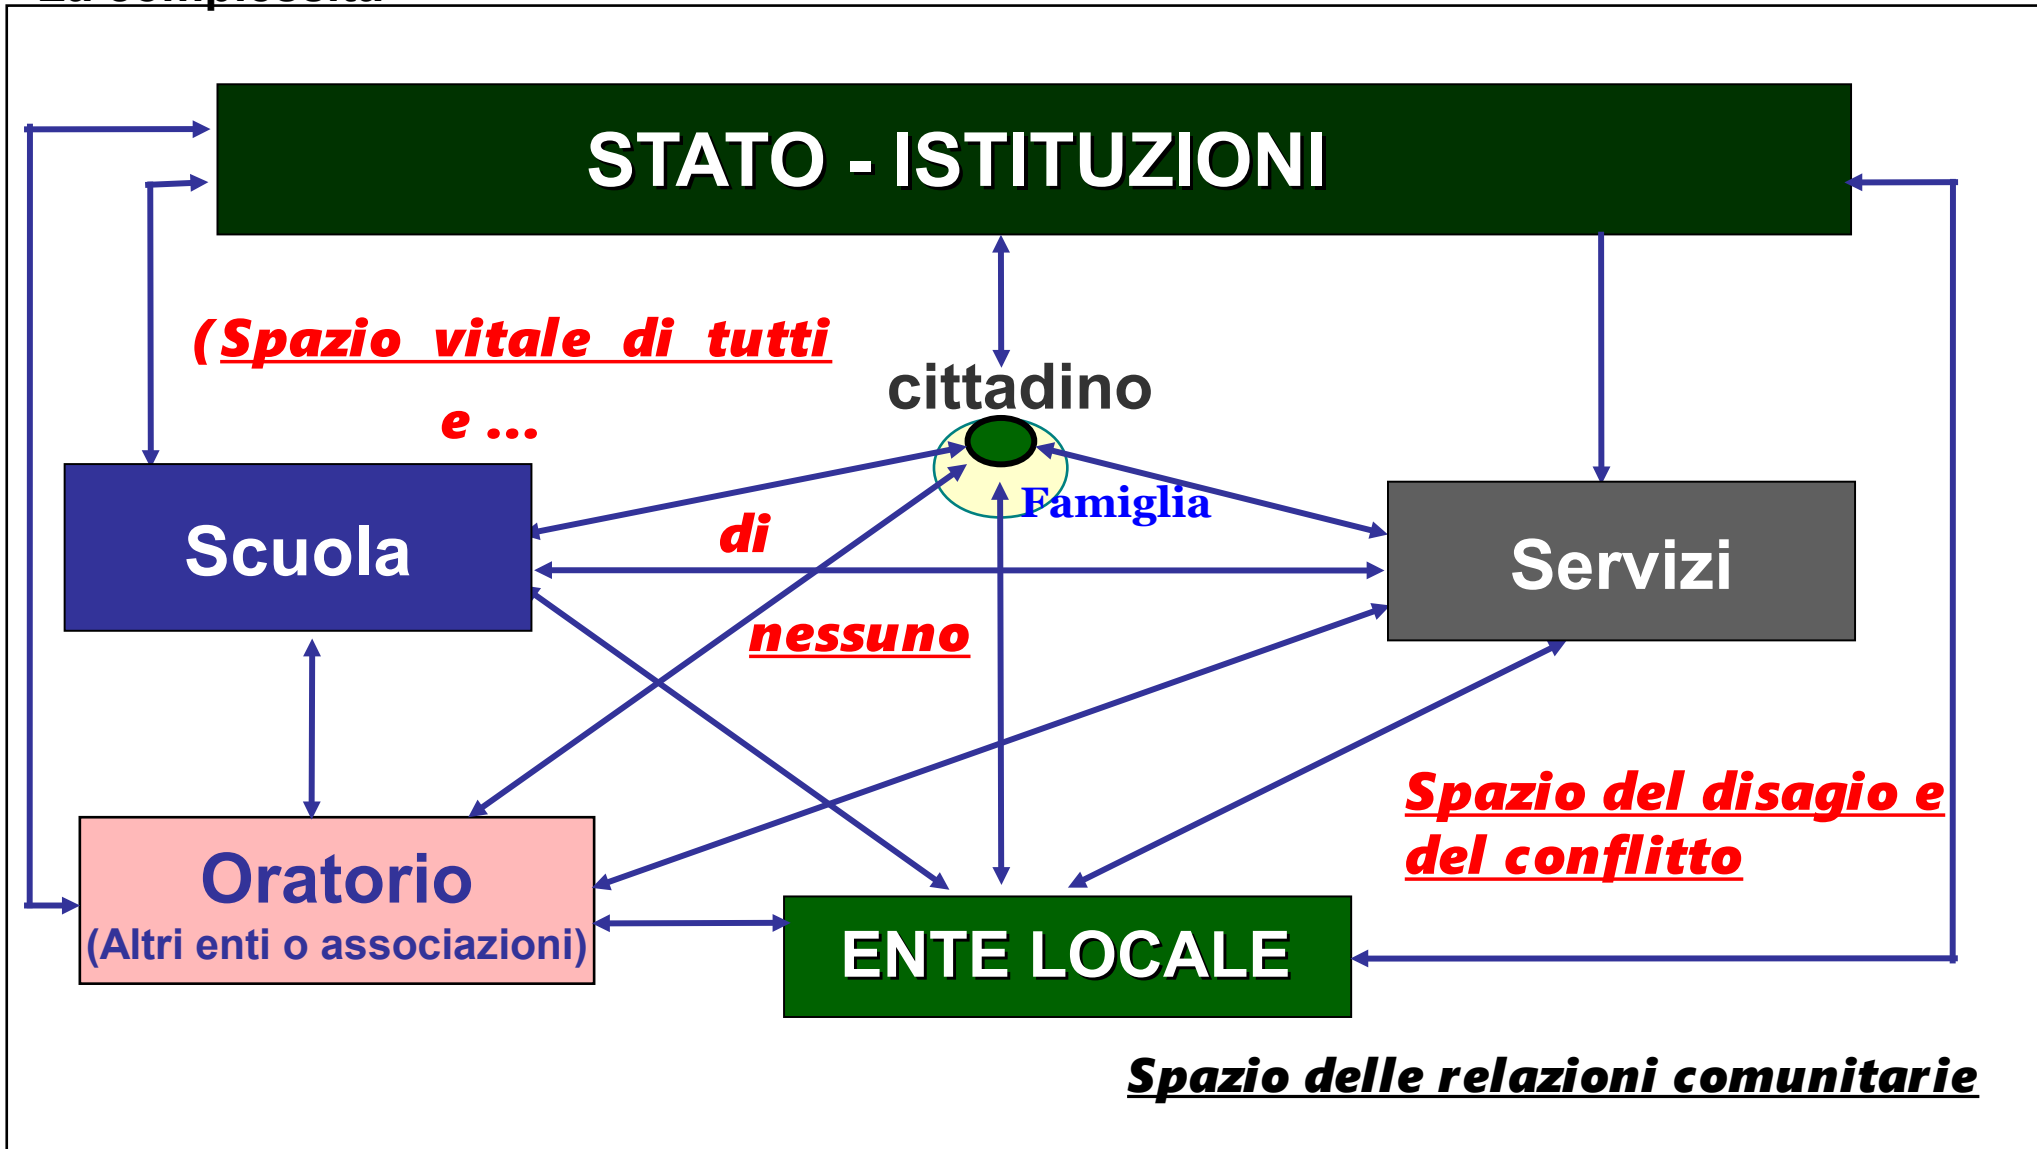 STATO - ISTITUZIONI
(Spazio vitale di tutti
e ...
cittadino
Famiglia
di
Scuola
Servizi
nessuno
Spazio del disagio e
del conflitto
Oratorio
(Altri enti o associazioni)
ENTE LOCALE
Spazio delle relazioni comunitarie